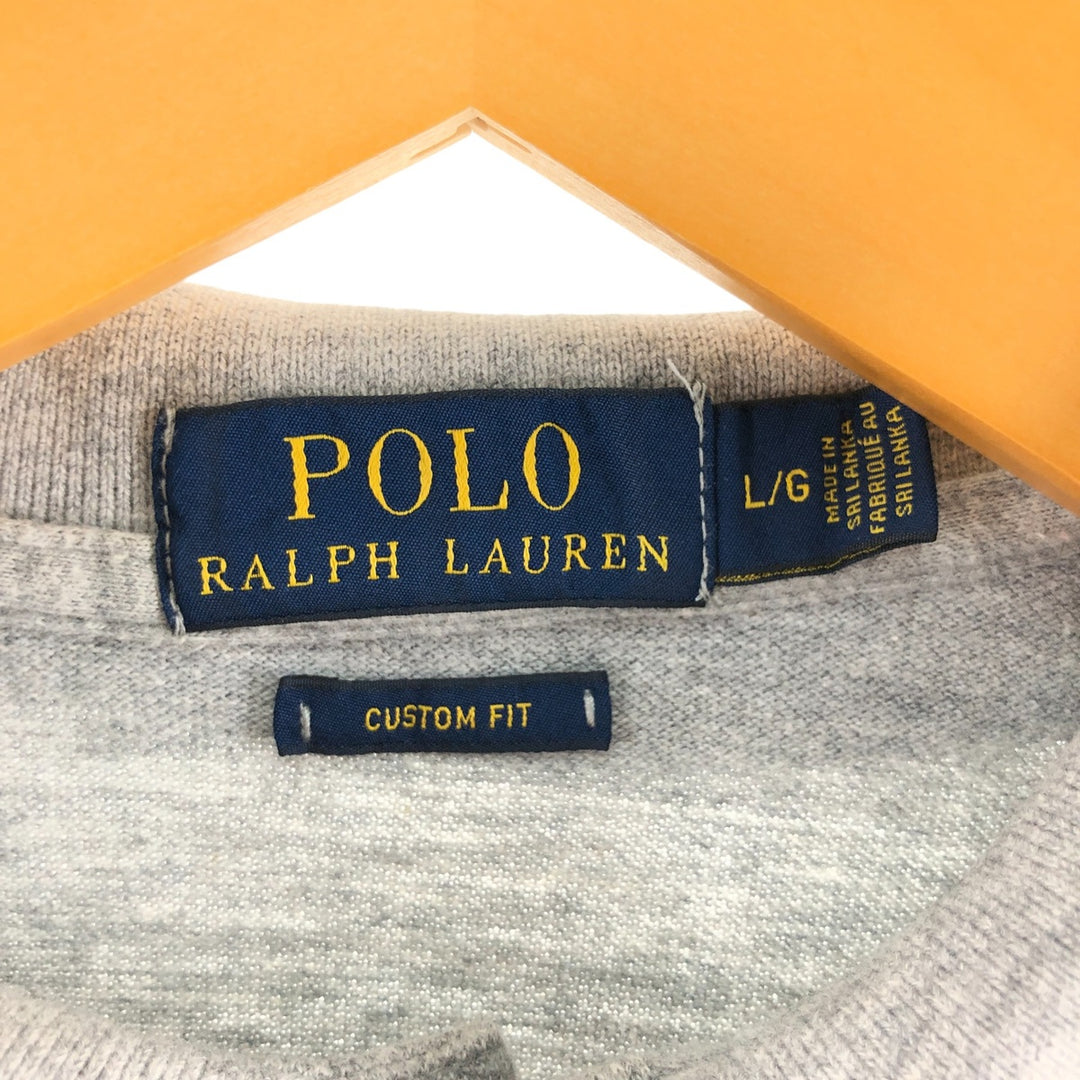 POLO
RALPH LAUREN
L/G
MADE IN
SRI LANKA
FABRIQUÉ AU
SRI LANKA
CUSTOM FIT